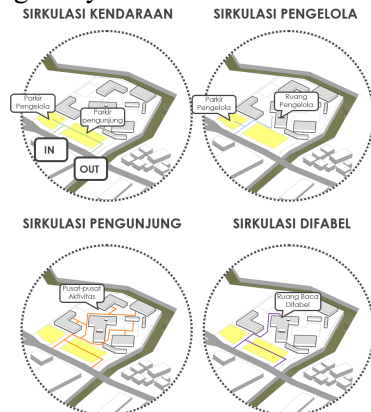 SIRKULASI KENDARAAN
Parkir
Pengelola
Parkir
pengunjung
IN
OUT
SIRKULASI PENGELOLA
Parkir
Pengelola
Ruang
Pengelola
SIRKULASI PENGUNJUNG
Pusat-pusat
Aktivitas
SIRKULASI DIFABEL
Ruang Baca
Difabel